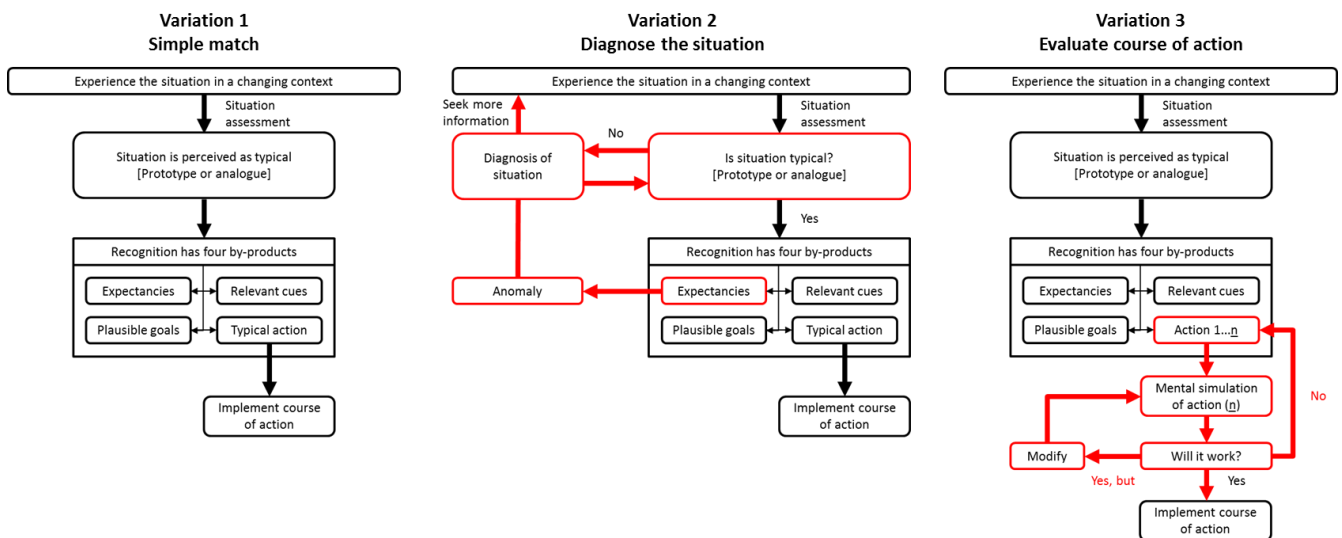 Variation 1
Simple match
Experience the situation in a changing context
Situation
assessment
Situation is perceived as typical
[Prototype or analogue]
Recognition has four by-products
Expectancies
Relevant cues
Plausible goals
Typical action
Implement course
of action
Variation 2
Diagnose the situation
Experience the situation in a changing context
Seek more
information
Situation
assessment
No
Diagnosis of
situation
Is situation typical?
[Prototype or analogue]
Yes
Recognition has four by-products
Anomaly
Expectancies
Relevant cues
Plausible goals
Typical action
Implement course
of action
Variation 3
Evaluate course of action
Experience the situation in a changing context
Situation
assessment
Situation is perceived as typical
[Prototype or analogue]
Recognition has four by-products
Expectancies
Relevant cues
Plausible goals
Action 1...n
Mental simulation
of action (n)
No
Modify
Will it work?
Yes, but
Yes
Implement course
of action